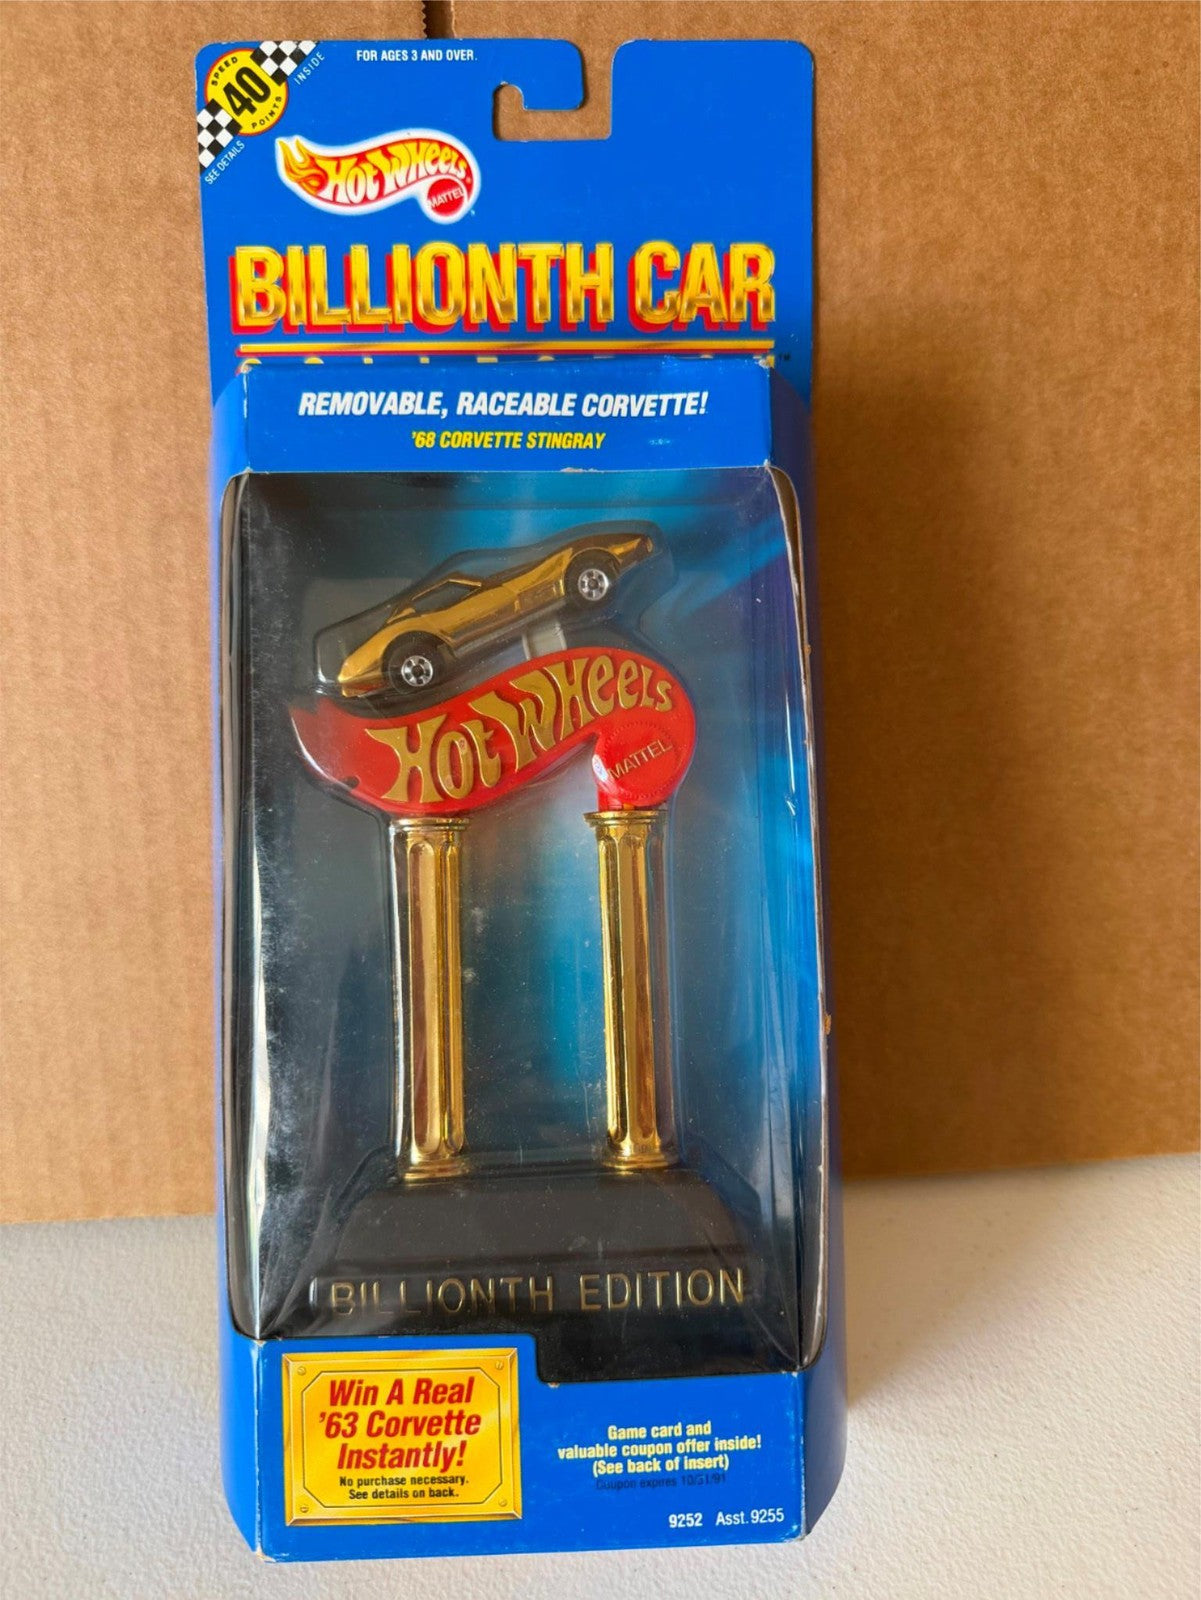 SPEED
40
POINTS
INSIDE
SEE DETAILS
FOR AGES 3 AND OVER.
HOT WHEELS
MATTEL
BILLIONTH CAR
REMOVABLE, RACEABLE CORVETTE!
'68 CORVETTE STINGRAY
HOT WHEELS
MATTEL
BILLIONTH EDITION
Win A Real
'63 Corvette
Instantly!
No purchase necessary.
See details on back.
Game card and
valuable coupon offer inside!
(See back of insert)
Coupon expires 10/31/91
9252 Asst. 9255